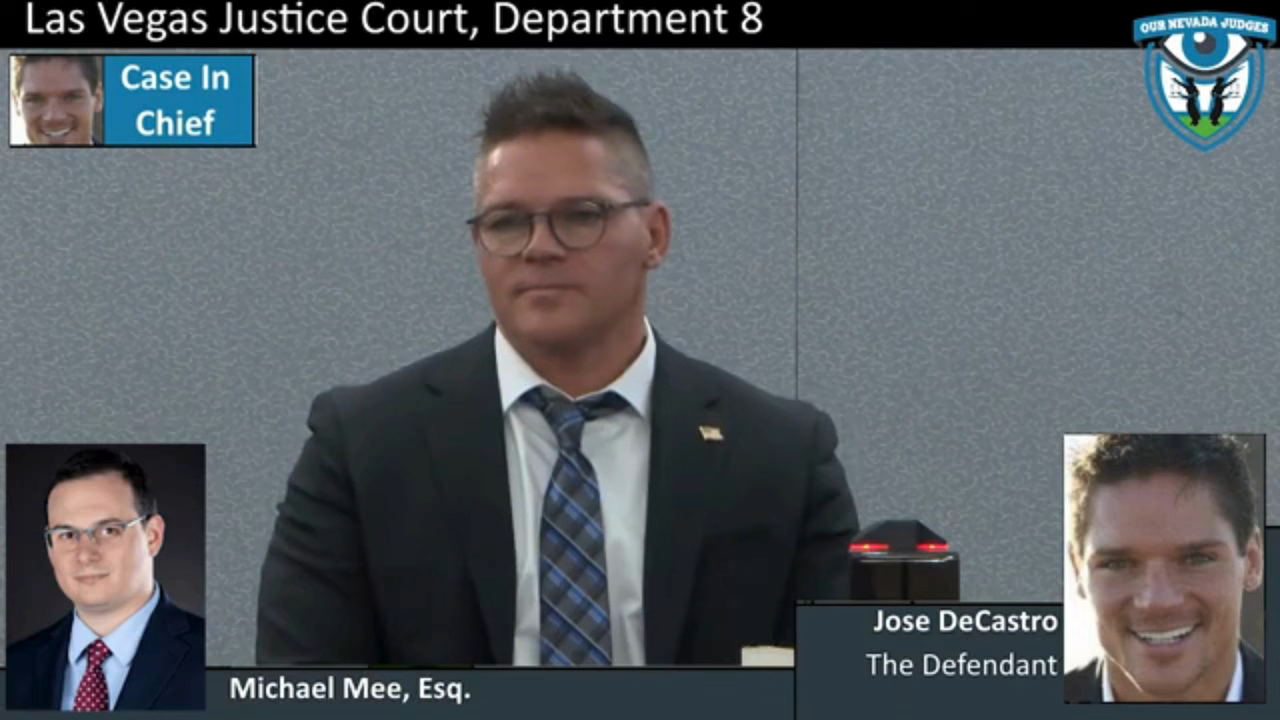 Las Vegas Justice Court, Department 8
OUR NEVADA JUDGES
Case In
Chief
Jose DeCastro
The Defendant
Michael Mee, Esq.